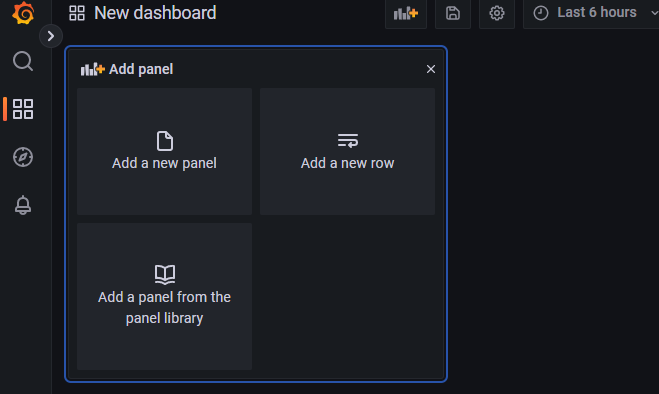 New dashboard
Last 6 hours
Add panel
Add a new panel
Add a new row
Add a panel from the
panel library